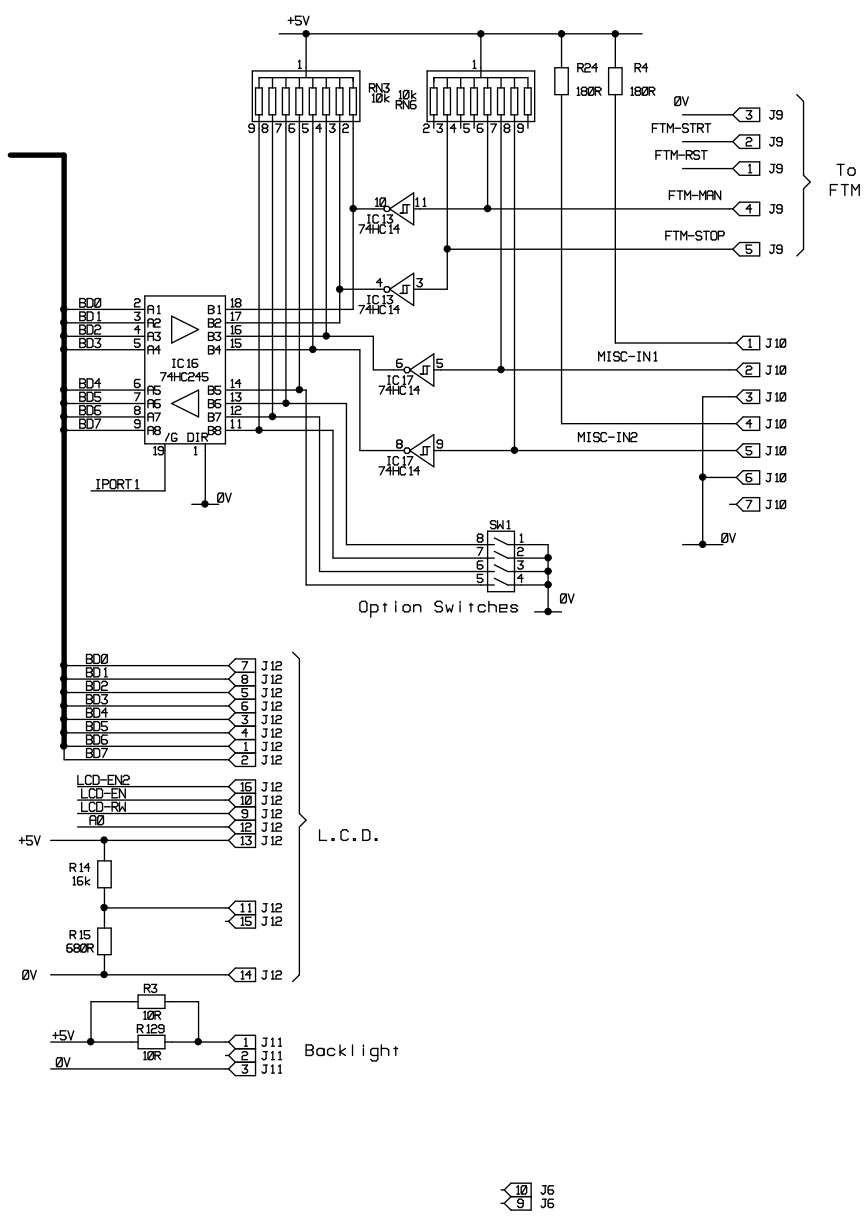 +5V
1
1
RN3
10k
10k
RN6
R24
180R
R4
180R
9 8 7 6 5 4 3 2
2 3 4 5 6 7 8 9
0V
3 J9
FTM-STRT
2 J9
FTM-RST
1 J9
To
FTM
FTM-MAN
4 J9
FTM-STOP
5 J9
10
11
IC13
74HC14
4
3
IC13
74HC14
BD0 2 A1 B1 18
BD1 3 A2 B2 17
BD2 4 A3 B3 16
BD3 5 A4 B4 15
IC16
74HC245
BD4 6 A5 B5 14
BD5 7 A6 B6 13
BD6 8 A7 B7 12
BD7 9 A8 B8 11
/G DIR
19 1
IPORT1
0V
6
5
IC17
74HC14
8
9
IC17
74HC14
1 J10
MISC-IN1
2 J10
3 J10
4 J10
MISC-IN2
5 J10
6 J10
7 J10
0V
SW1
8 1
7 2
6 3
5 4
0V
Option Switches
BD0 7 J12
BD1 8 J12
BD2 5 J12
BD3 6 J12
BD4 3 J12
BD5 4 J12
BD6 1 J12
BD7 2 J12
LCD-EN2 16 J12
LCD-EN 10 J12
LCD-RW 9 J12
A0 12 J12
+5V 13 J12
L.C.D.
R14
16k
11 J12
15 J12
R15
680R
0V 14 J12
R3
10R
R129
10R
+5V 1 J11
2 J11
0V 3 J11
Backlight
10 J6
9 J6